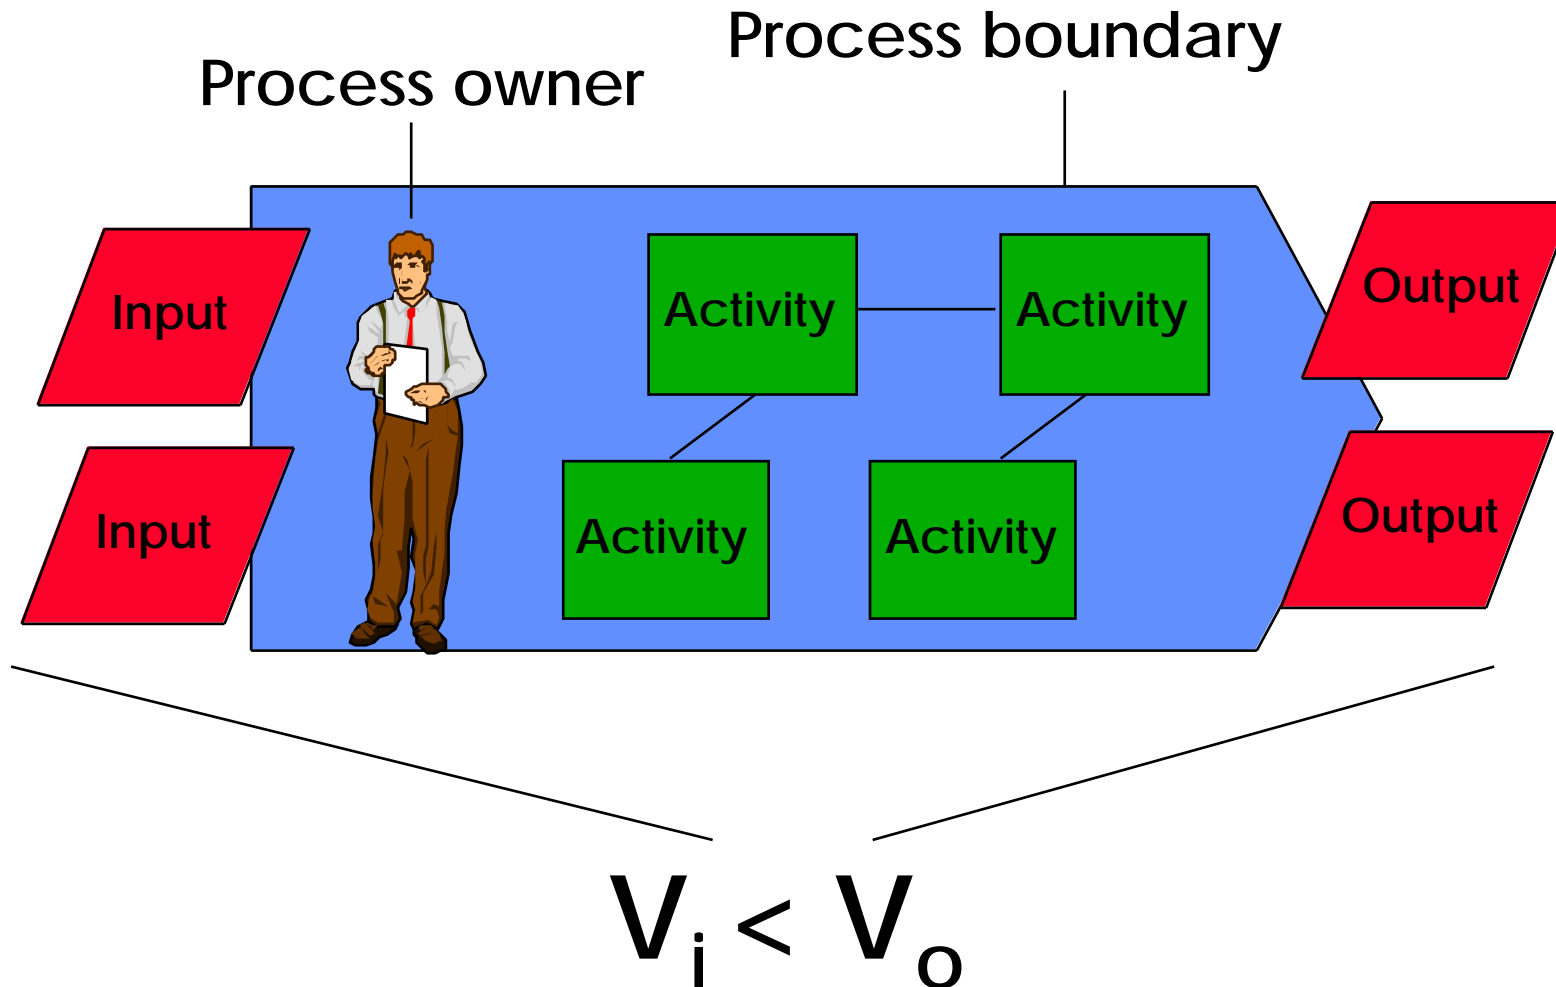 Process boundary
Process owner
Input
Activity
Activity
Output
Input
Activity
Activity
Output
Vi < Vo